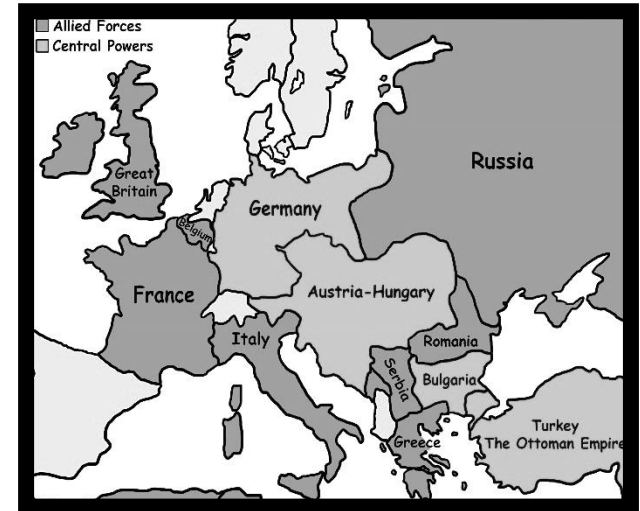 Allied Forces
Central Powers
Great
Britain
Russia
Belgium
Germany
France
Austria-Hungary
Italy
Romania
Serbia
Bulgaria
Greece
Turkey
The Ottoman Empire